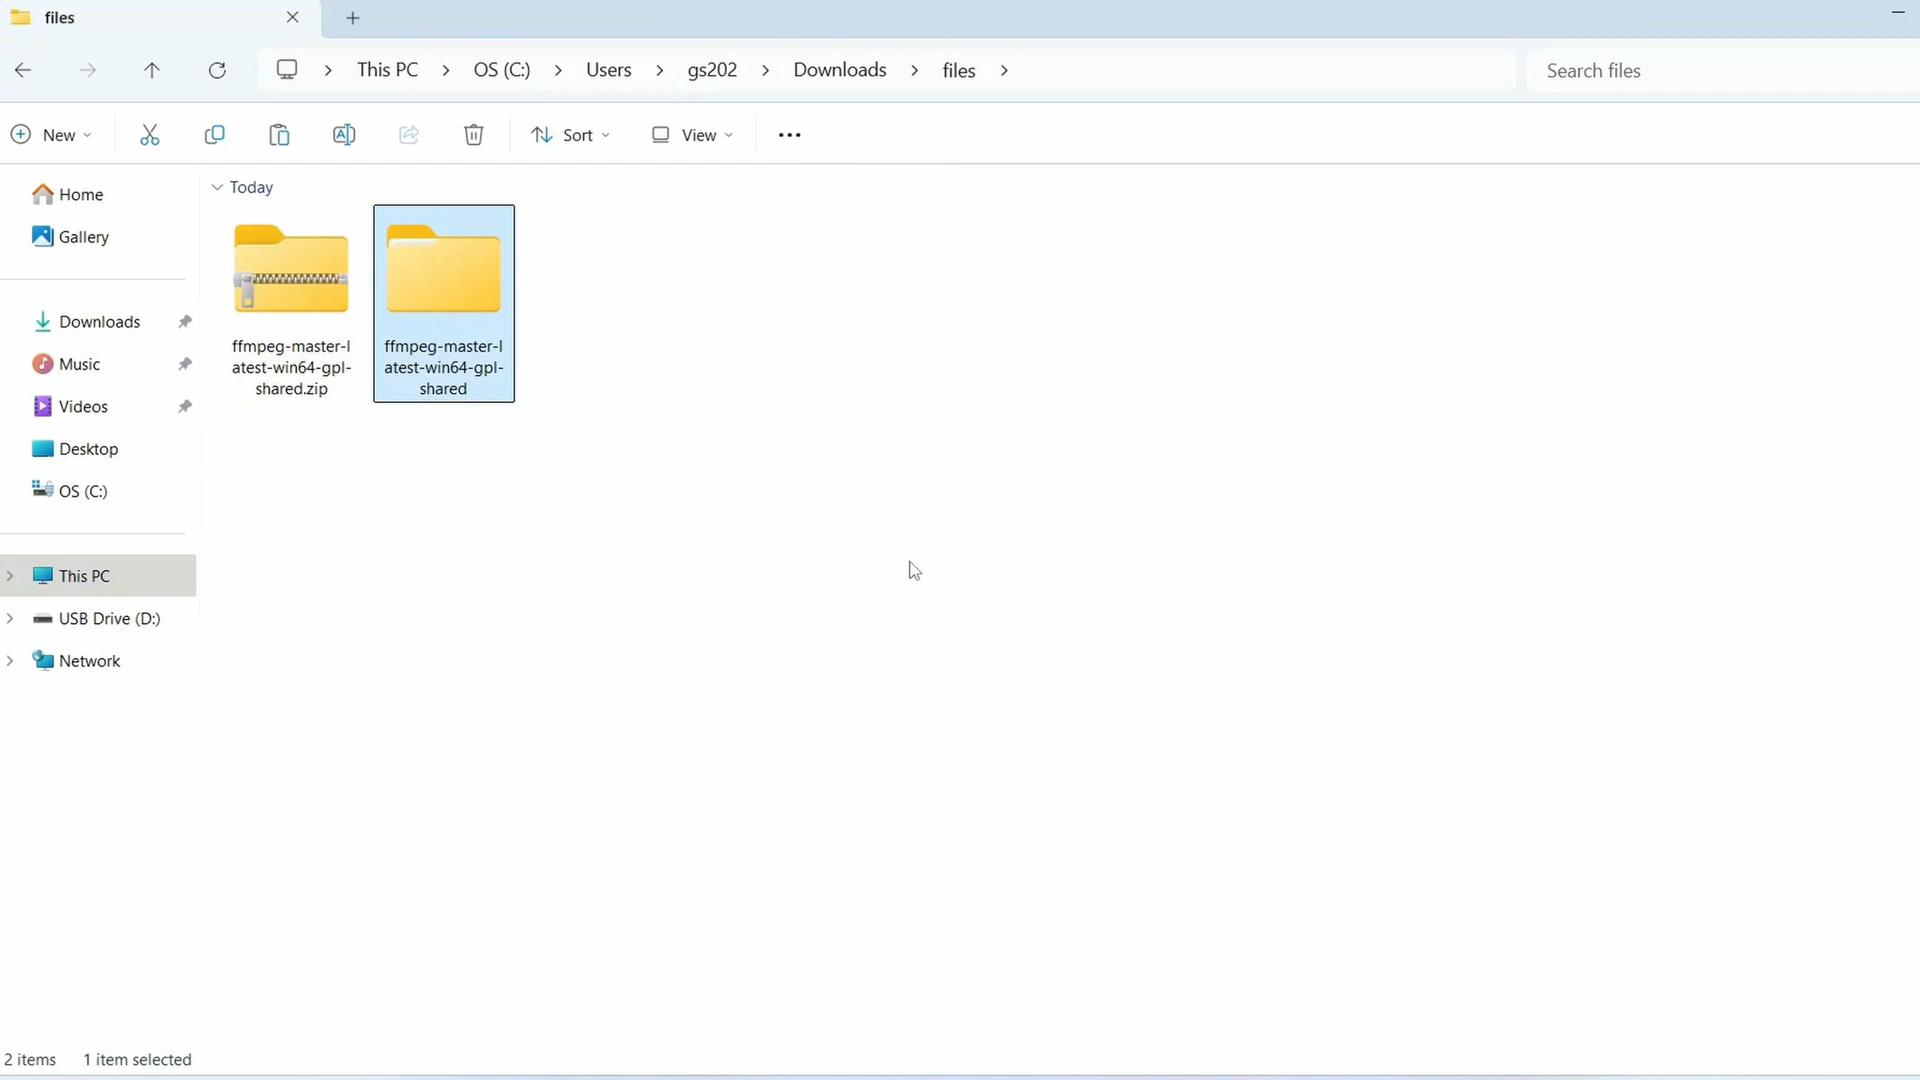 files
This PC
OS (C:)
Users
gs202
Downloads
files
Search files
New
Sort
View
Home
Gallery
Downloads
Music
Videos
Desktop
OS (C:)
This PC
USB Drive (D:)
Network
Today
ffmpeg-master-l
atest-win64-gpl-
shared.zip
ffmpeg-master-l
atest-win64-gpl-
shared
2 items
1 item selected